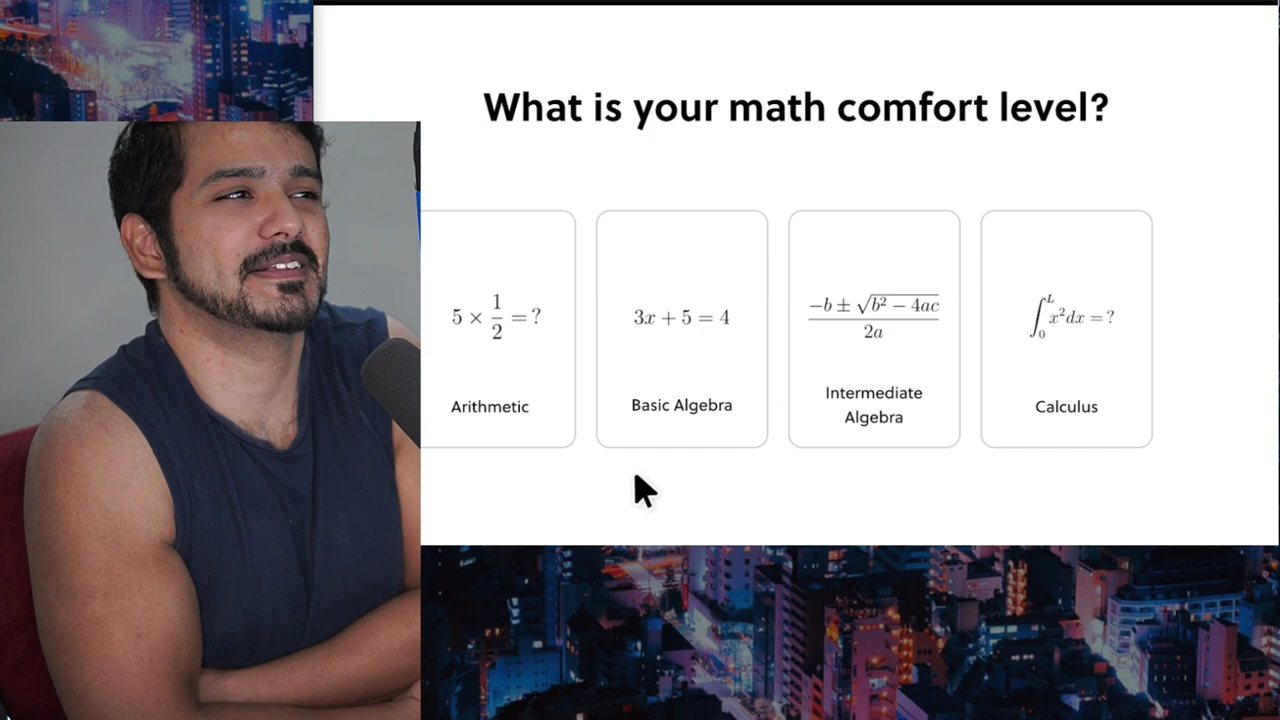 What is your math comfort level?
5 × 1/2 = ?
Arithmetic
3x + 5 = 4
Basic Algebra
−b ± √(b² − 4ac)
2a
Intermediate
Algebra
∫₀ᴸ x²dx = ?
Calculus